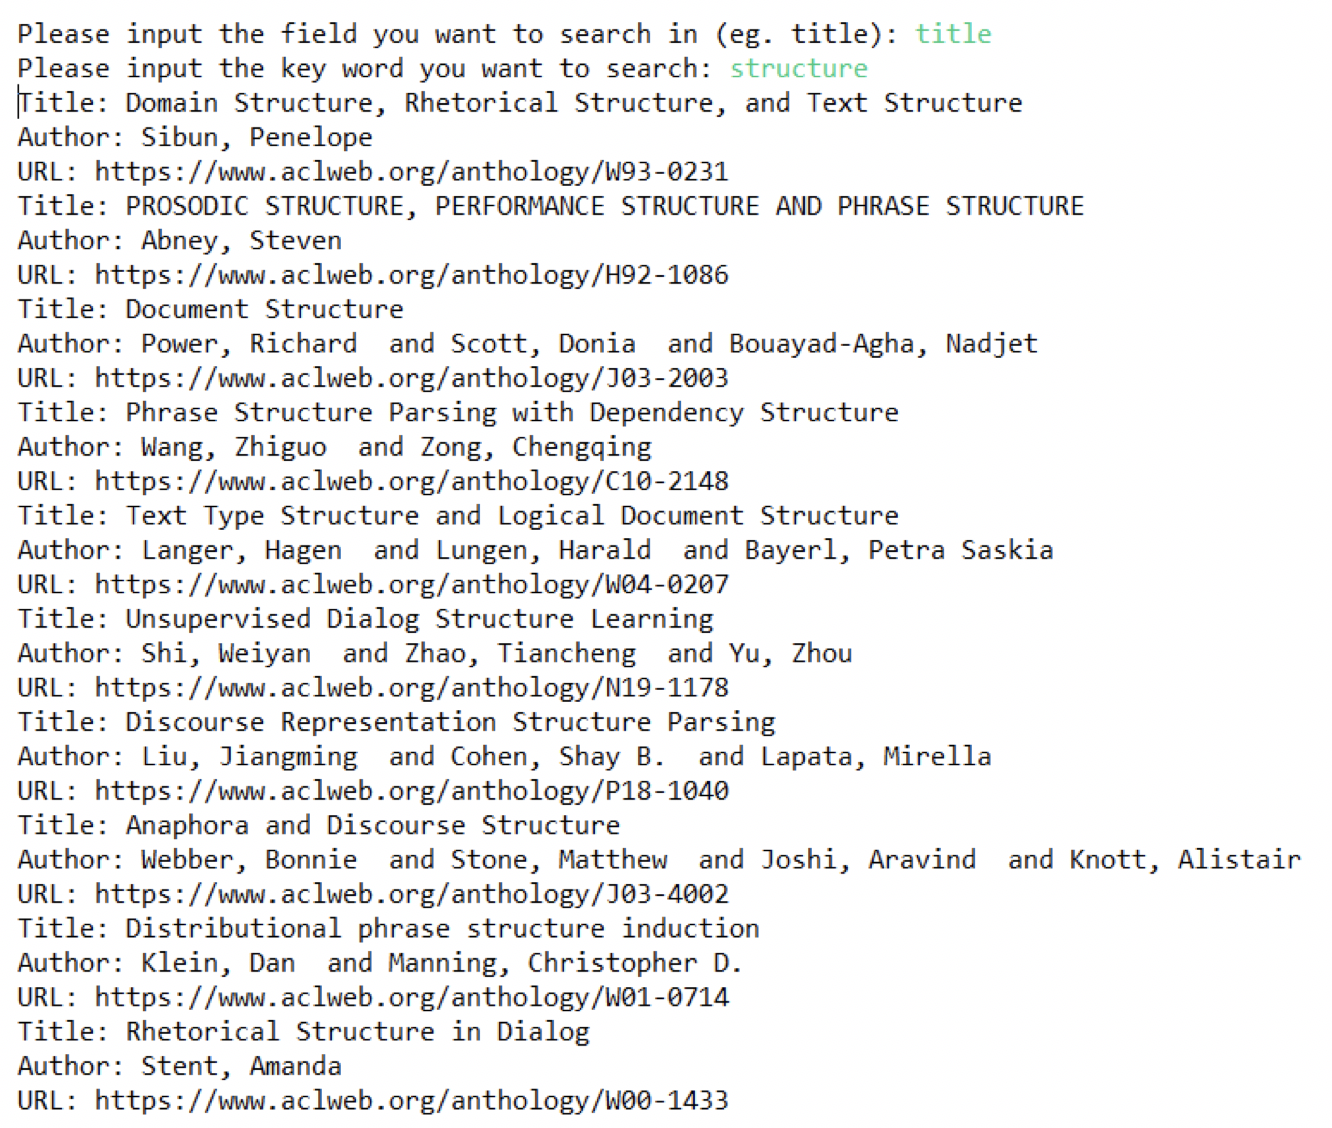 Please input the field you want to search in (eg. title): title
Please input the key word you want to search: structure
Title: Domain Structure, Rhetorical Structure, and Text Structure
Author: Sibun, Penelope
URL: https://www.aclweb.org/anthology/W93-0231
Title: PROSODIC STRUCTURE, PERFORMANCE STRUCTURE AND PHRASE STRUCTURE
Author: Abney, Steven
URL: https://www.aclweb.org/anthology/H92-1086
Title: Document Structure
Author: Power, Richard  and Scott, Donia  and Bouayad-Agha, Nadjet
URL: https://www.aclweb.org/anthology/J03-2003
Title: Phrase Structure Parsing with Dependency Structure
Author: Wang, Zhiguo  and Zong, Chengqing
URL: https://www.aclweb.org/anthology/C10-2148
Title: Text Type Structure and Logical Document Structure
Author: Langer, Hagen  and Lungen, Harald  and Bayerl, Petra Saskia
URL: https://www.aclweb.org/anthology/W04-0207
Title: Unsupervised Dialog Structure Learning
Author: Shi, Weiyan  and Zhao, Tiancheng  and Yu, Zhou
URL: https://www.aclweb.org/anthology/N19-1178
Title: Discourse Representation Structure Parsing
Author: Liu, Jiangming  and Cohen, Shay B.  and Lapata, Mirella
URL: https://www.aclweb.org/anthology/P18-1040
Title: Anaphora and Discourse Structure
Author: Webber, Bonnie  and Stone, Matthew  and Joshi, Aravind  and Knott, Alistair
URL: https://www.aclweb.org/anthology/J03-4002
Title: Distributional phrase structure induction
Author: Klein, Dan  and Manning, Christopher D.
URL: https://www.aclweb.org/anthology/W01-0714
Title: Rhetorical Structure in Dialog
Author: Stent, Amanda
URL: https://www.aclweb.org/anthology/W00-1433